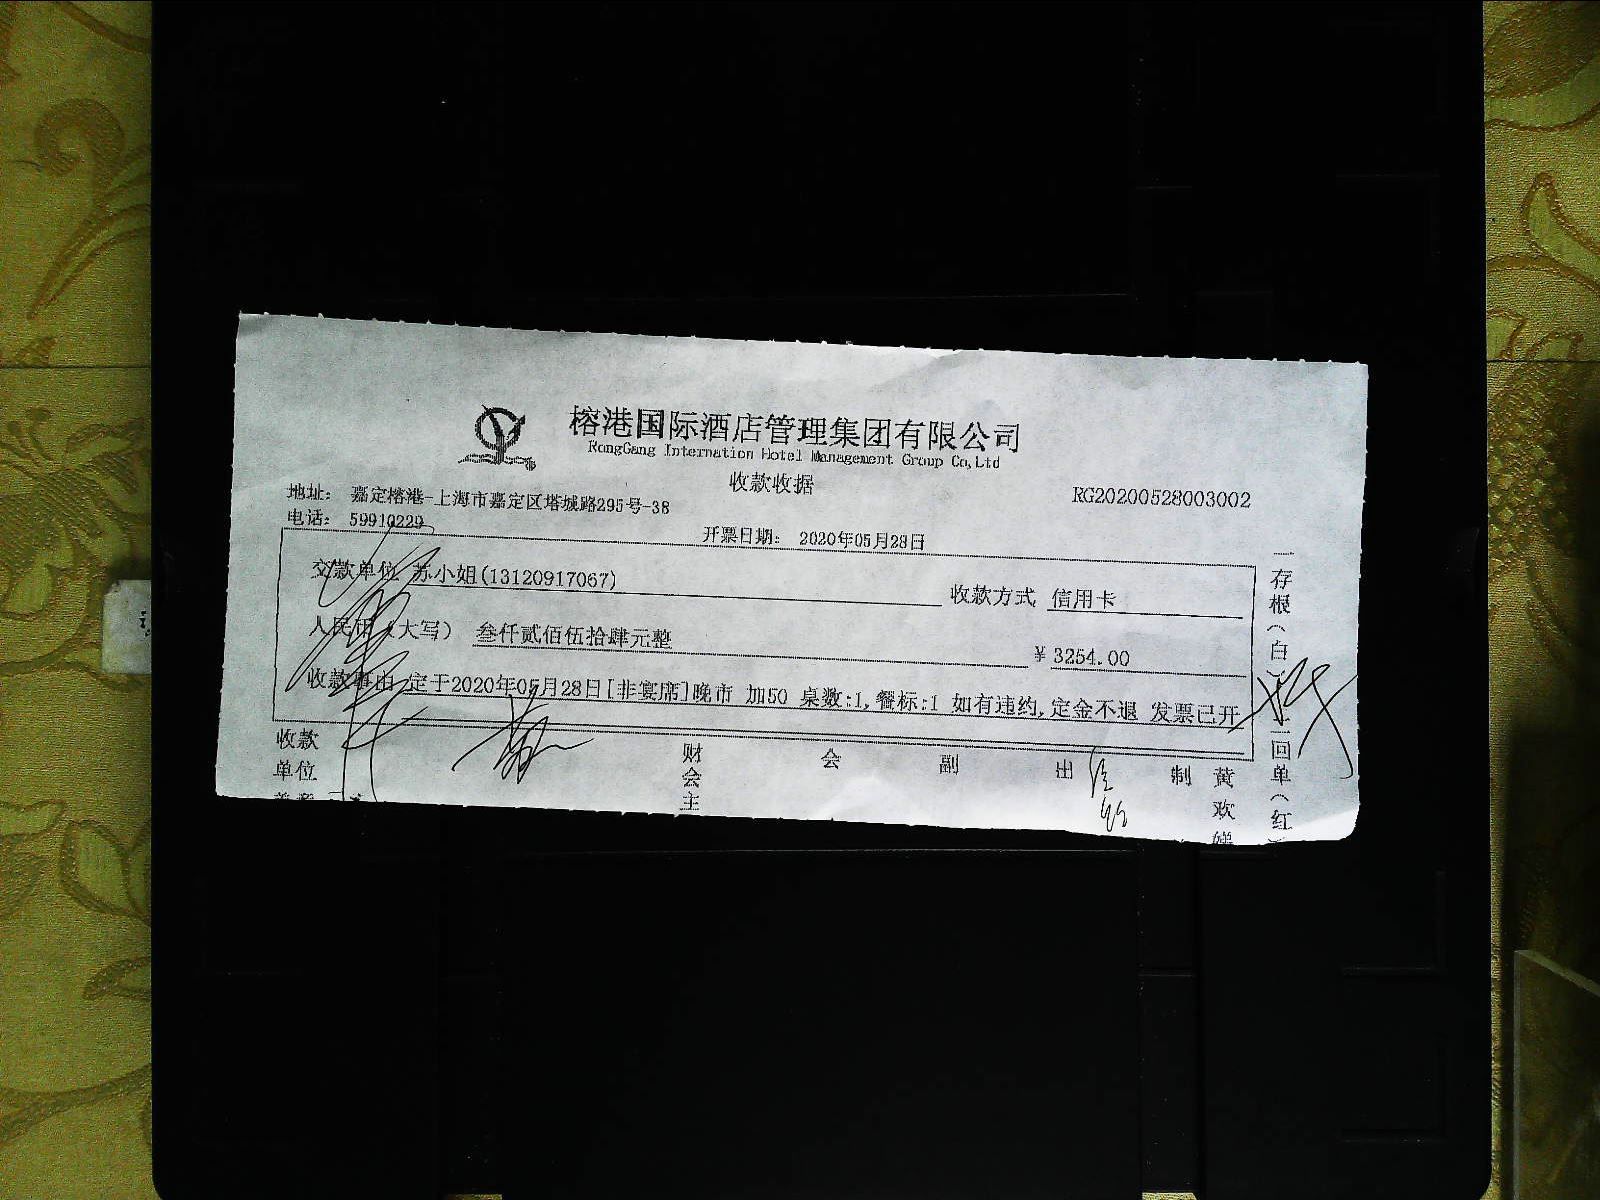 榕港国际酒店管理集团有限公司
RongGang Internation Hotel Management Group Co,Ltd
收款收据
地址: 嘉定榕港-上海市嘉定区塔城路295号-38
RG20200528003002
电话: 59910229
开票日期: 2020年05月28日
交款单位 苏小姐(13120917067)
收款方式 信用卡
人民币(大写) 叁仟贰佰伍拾肆元整
¥3254.00
收款事由 定于2020年05月28日[非宴席]晚市 加50 桌数:1,餐标:1 如有违约,定金不退 发票已开
收款单位
财会主
会
副
出
制
黄欢
一存根(白)
二回单(红)